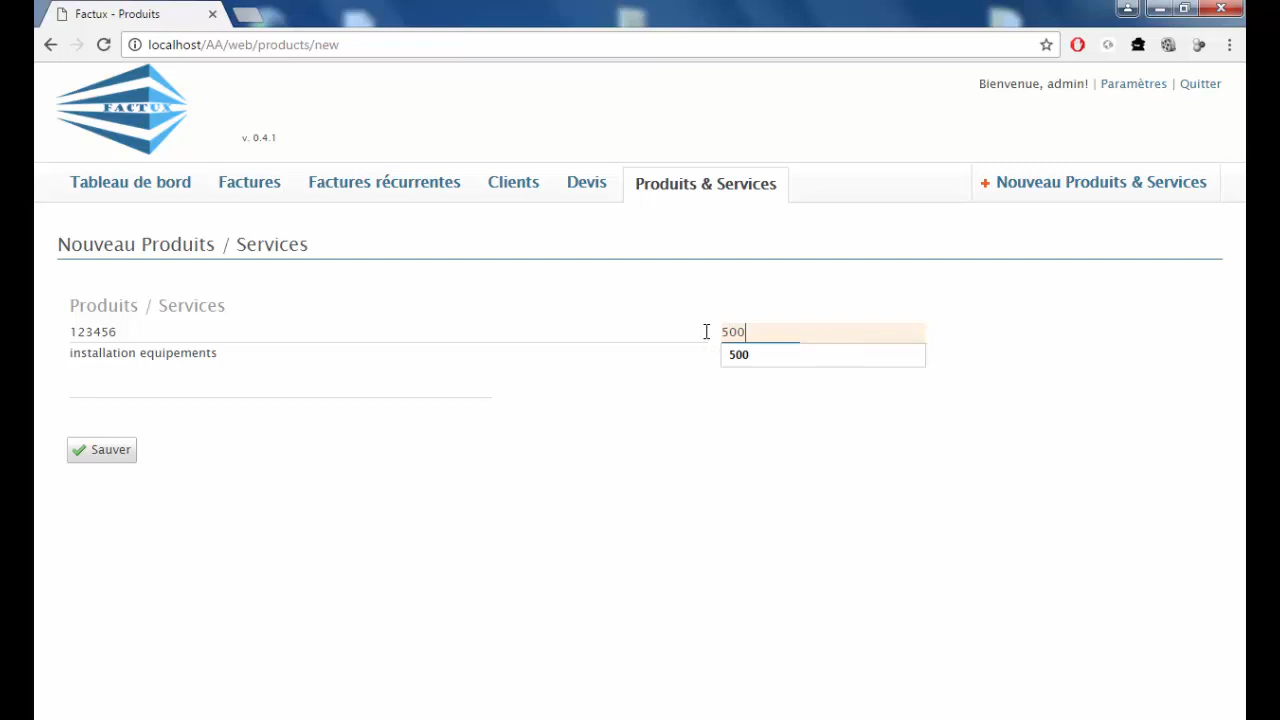 Factux - Produits
localhost/AA/web/products/new
FACTUX
v. 0.4.1
Bienvenue, admin! | Paramètres | Quitter
Tableau de bord Factures Factures récurrentes Clients Devis Produits & Services + Nouveau Produits & Services
Nouveau Produits / Services
Produits / Services
123456 500
installation equipements 500
Sauver